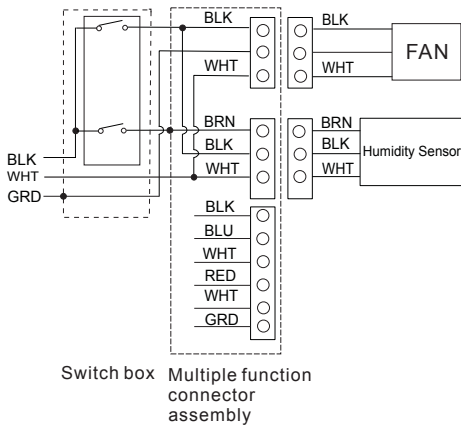 BLK
BLK
FAN
WHT
WHT
BRN
BRN
BLK
BLK
Humidity Sensor
WHT
WHT
BLK
WHT
GRD
BLK
BLU
WHT
RED
WHT
GRD
Switch box
Multiple function
connector
assembly